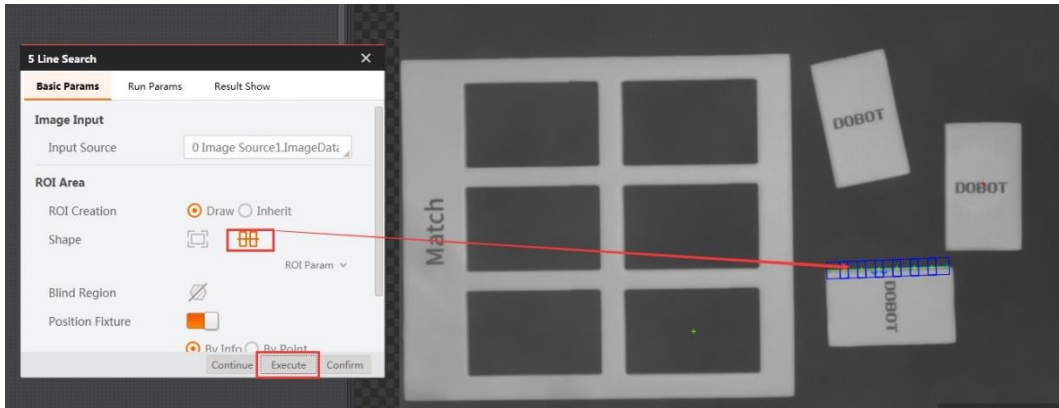 5 Line Search
Basic Params Run Params Result Show
Image Input
Input Source 0 Image Source1.ImageData
ROI Area
ROI Creation Draw Inherit
Shape
ROI Param
Blind Region
Position Fixture
By Info By Point
Continue Execute Confirm
Match
DOBOT
DOBOT
DOBOT